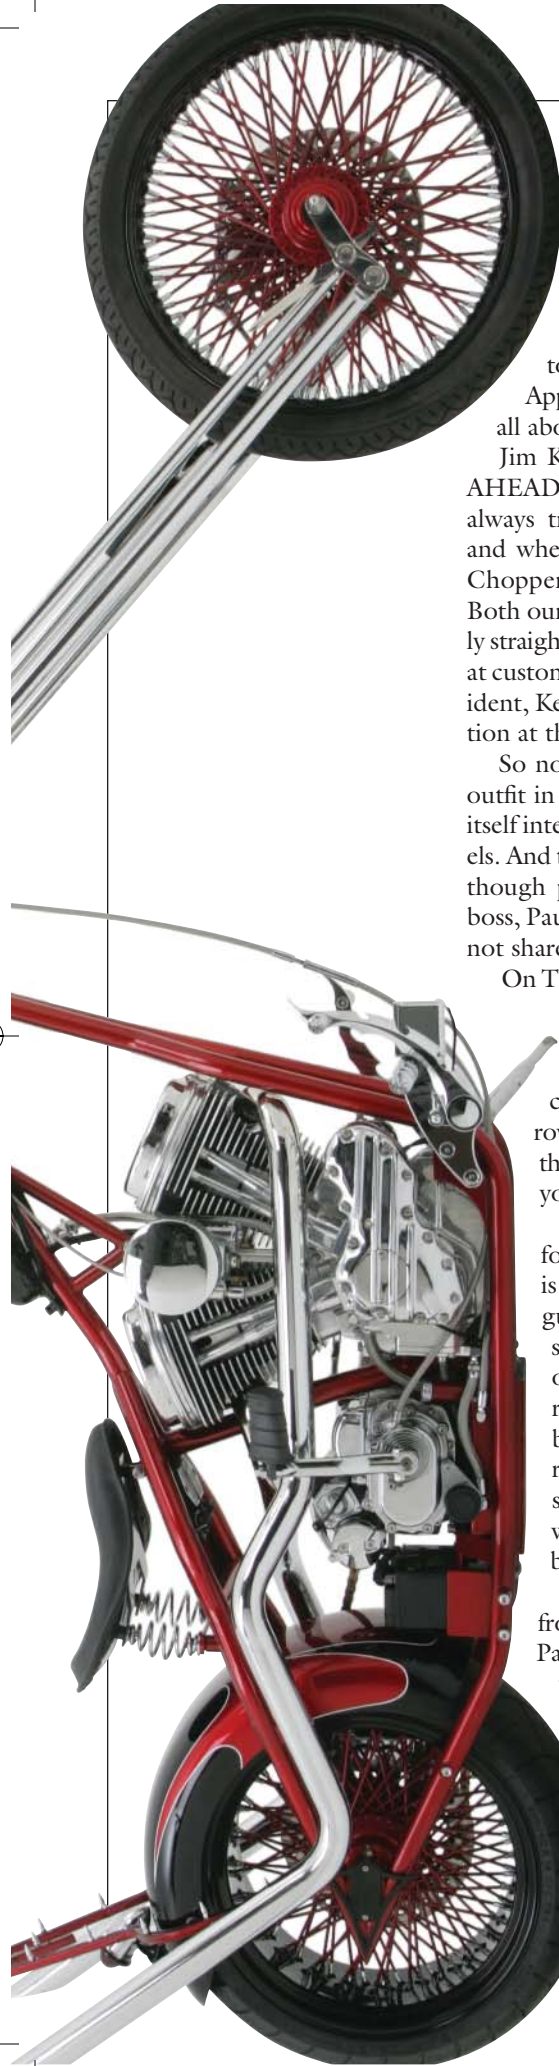 to
App
all abo
Jim K
AHEAD
always tr
and whe
Chopper
Both our
ly straigh
at custom
ident, Ke
tion at th
So no
outfit in
itself inte
els. And t
though p
boss, Pau
not share
On T
c
rov
th
yo
fo
is
gu
s
o
r
b
r
s
w
b
fro
Pa